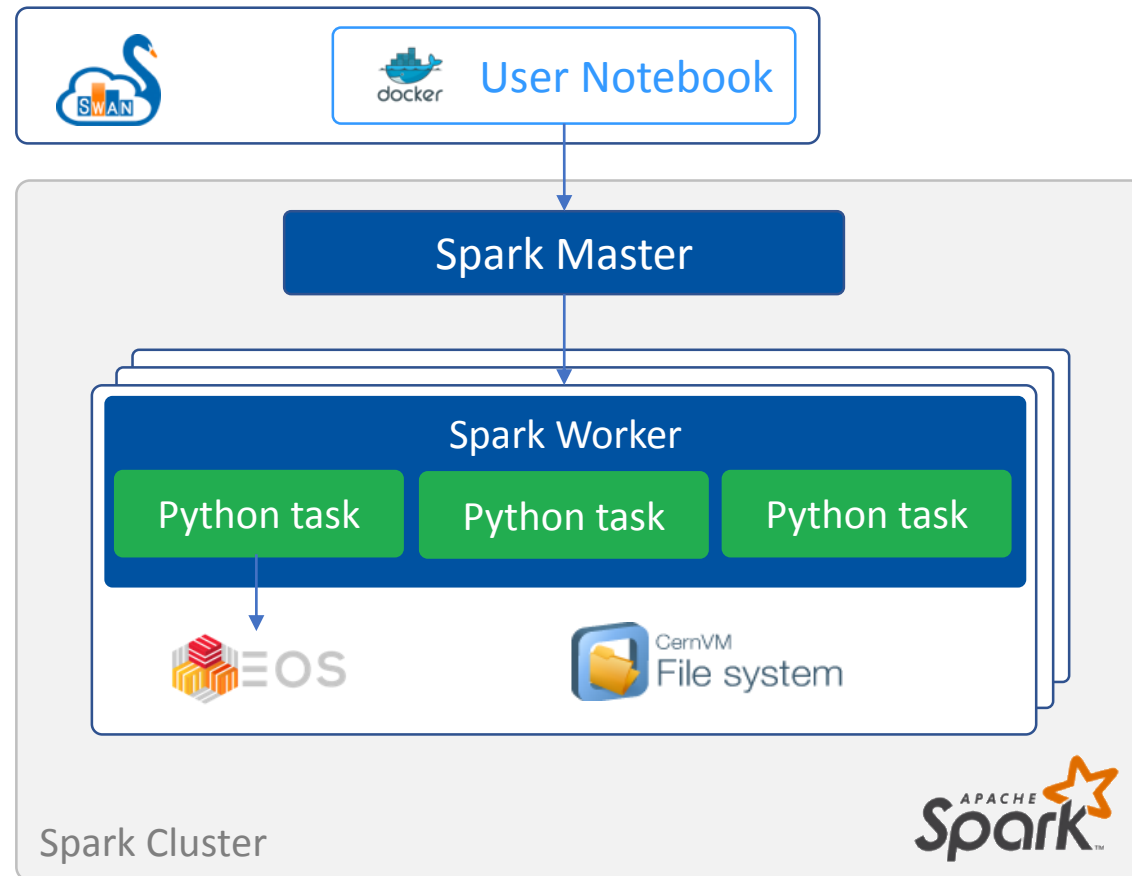 SWAN
docker
User Notebook
Spark Master
Spark Worker
Python task
Python task
Python task
EOS
CernVM
File system
Spark Cluster
APACHE
Spark™